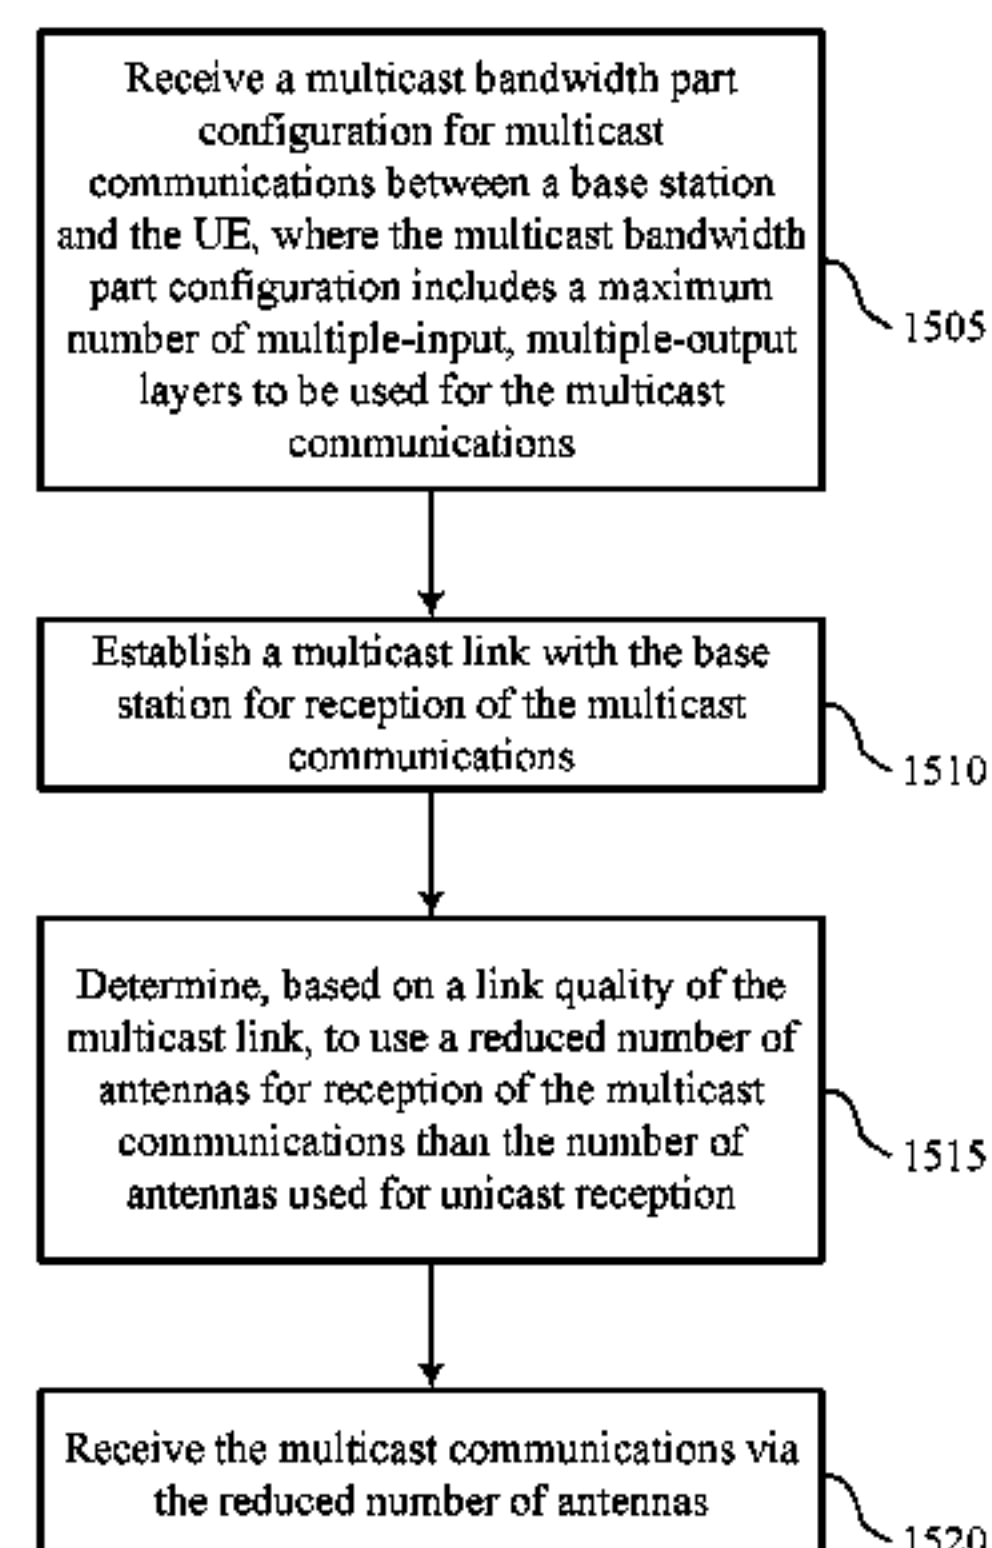 Receive a multicast bandwidth part
configuration for multicast
communications between a base station
and the UE, where the multicast bandwidth
part configuration includes a maximum
number of multiple-input, multiple-output
layers to be used for the multicast
communications
1505
Establish a multicast link with the base
station for reception of the multicast
communications
1510
Determine, based on a link quality of the
multicast link, to use a reduced number of
antennas for reception of the multicast
communications than the number of
antennas used for unicast reception
1515
Receive the multicast communications via
the reduced number of antennas
1520